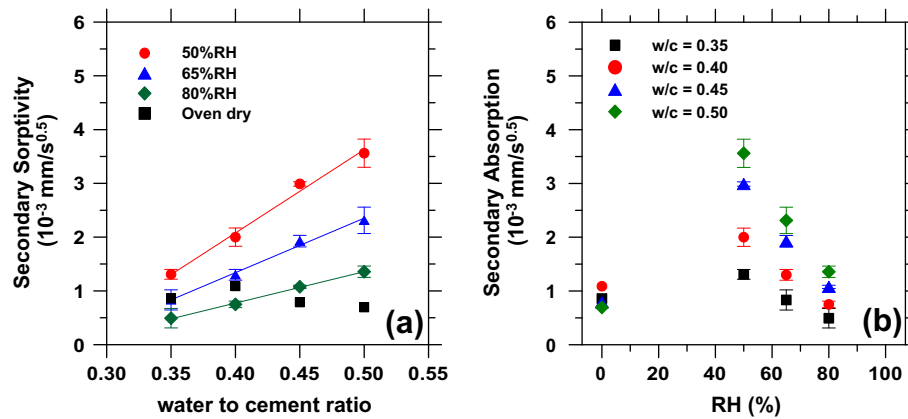 6
5
4
3
2
1
0
0.30 0.35 0.40 0.45 0.50 0.55
Secondary Sorptivity
(10⁻³ mm/s⁰·⁵)
water to cement ratio
50%RH
65%RH
80%RH
Oven dry
(a)
6
5
4
3
2
1
0
0 20 40 60 80 100
Secondary Absorption
(10⁻³ mm/s⁰·⁵)
RH (%)
w/c = 0.35
w/c = 0.40
w/c = 0.45
w/c = 0.50
(b)